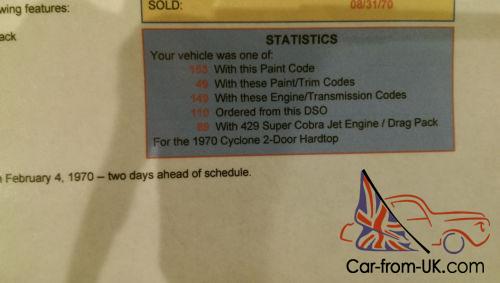 wing features:
SOLD: 08/31/70
ack
STATISTICS
Your vehicle was one of:
153 With this Paint Code
49 With these Paint/Trim Codes
149 With these Engine/Transmission Codes
110 Ordered from this DSO
89 With 429 Super Cobra Jet Engine / Drag Pack
For the 1970 Cyclone 2-Door Hardtop
February 4, 1970 – two days ahead of schedule.
Car-from-UK.com